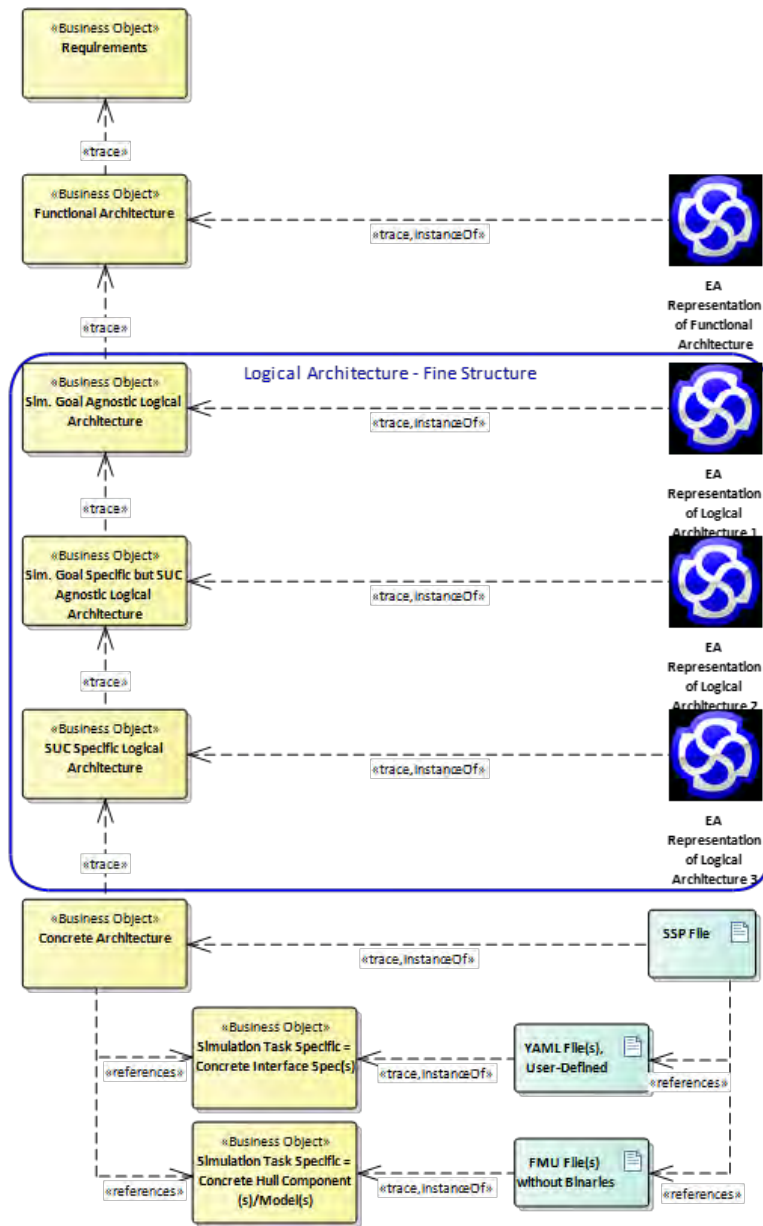 «Business Object»
Requirements
«trace»
«Business Object»
Functional Architecture
«trace,instanceOf»
EA
Representation
of Functional
Architecture
«trace»
Logical Architecture - Fine Structure
«Business Object»
Sim. Goal Agnostic Logical
Architecture
«trace,instanceOf»
EA
Representation
of Logical
Architecture 1
«trace»
«Business Object»
Sim. Goal Specific but SUC
Agnostic Logical
Architecture
«trace,instanceOf»
EA
Representation
of Logical
Architecture 2
«trace»
«Business Object»
SUC Specific Logical
Architecture
«trace,instanceOf»
EA
Representation
of Logical
Architecture 3
«trace»
«Business Object»
Concrete Architecture
«trace,instanceOf»
SSP File
«Business Object»
Simulation Task Specific =
Concrete Interface Spec(s)
«references»
«trace,instanceOf»
YAML File(s),
User-Defined
«references»
«Business Object»
Simulation Task Specific =
Concrete Hull Component
(s)/Model(s)
«references»
«trace,instanceOf»
FMU File(s)
without Binaries
«references»